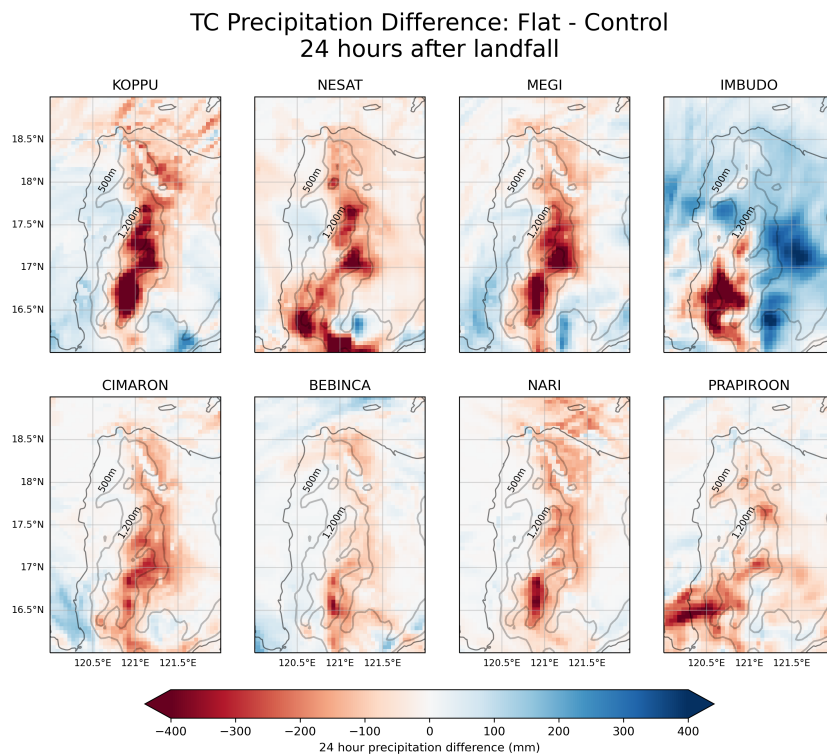 TC Precipitation Difference: Flat - Control
24 hours after landfall
KOPPU NESAT MEGI IMBUDO
18.5°N
18°N
17.5°N
17°N
16.5°N
500m 1,200m 500m 1,200m 500m 1,200m 500m 1,200m
CIMARON BEBINCA NARI PRAPIROON
18.5°N
18°N
17.5°N
17°N
16.5°N
500m 1,200m 500m 1,200m 500m 1,200m 500m 1,200m
120.5°E 121°E 121.5°E 120.5°E 121°E 121.5°E 120.5°E 121°E 121.5°E 120.5°E 121°E 121.5°E
−400 −300 −200 −100 0 100 200 300 400
24 hour precipitation difference (mm)